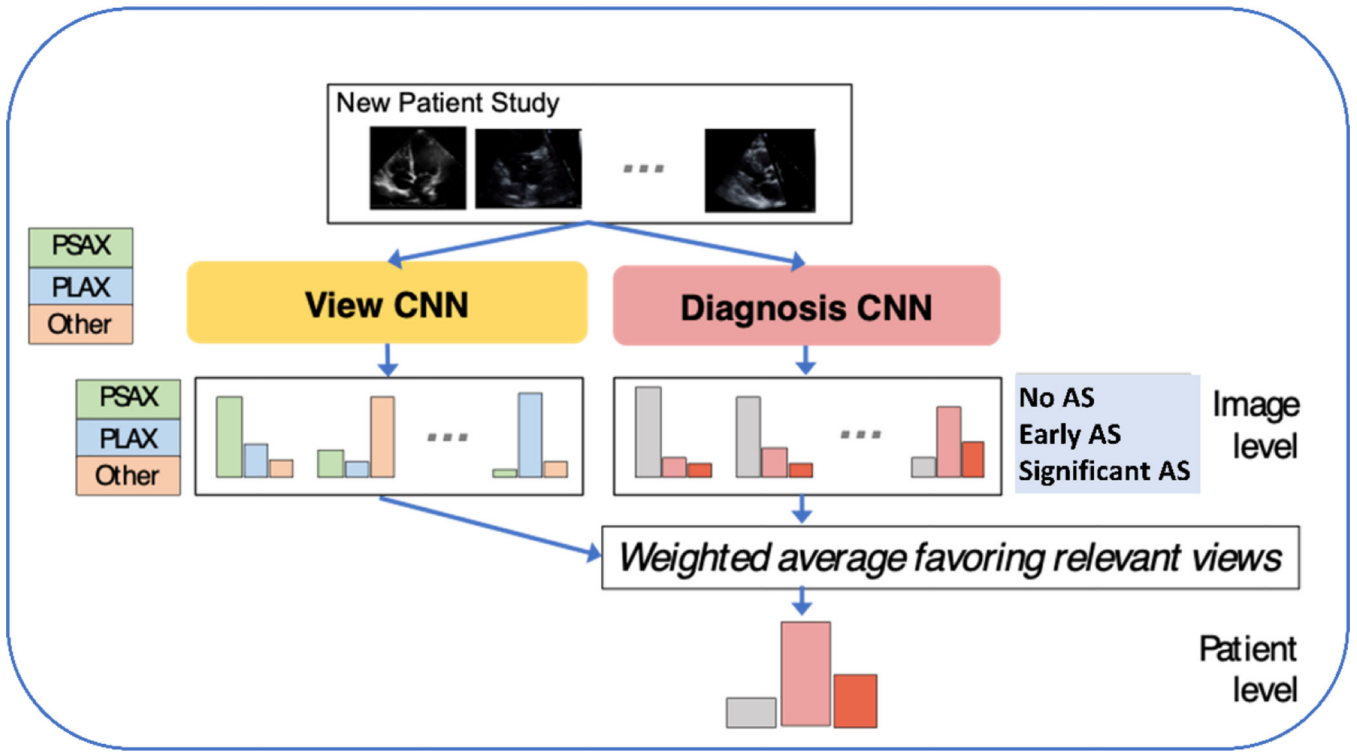 New Patient Study
...
PSAX
PLAX
Other
View CNN
Diagnosis CNN
PSAX
PLAX
Other
...
...
No AS
Early AS
Significant AS
Image
level
Weighted average favoring relevant views
Patient
level